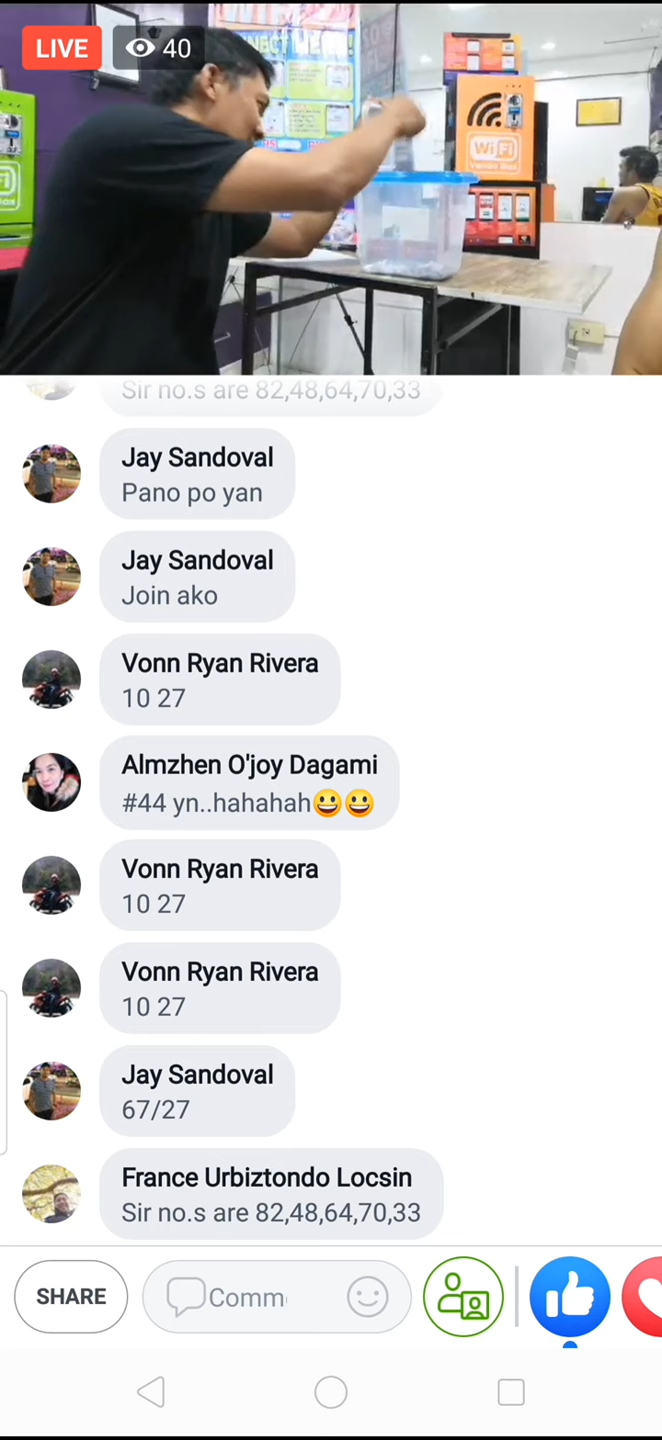 LIVE
40
WiFi
Vendo Box
Sir no.s are 82,48,64,70,33
Jay Sandoval
Pano po yan
Jay Sandoval
Join ako
Vonn Ryan Rivera
10 27
Almzhen O'joy Dagami
#44 yn..hahahah😃😃
Vonn Ryan Rivera
10 27
Vonn Ryan Rivera
10 27
Jay Sandoval
67/27
France Urbiztondo Locsin
Sir no.s are 82,48,64,70,33
SHARE
Comm